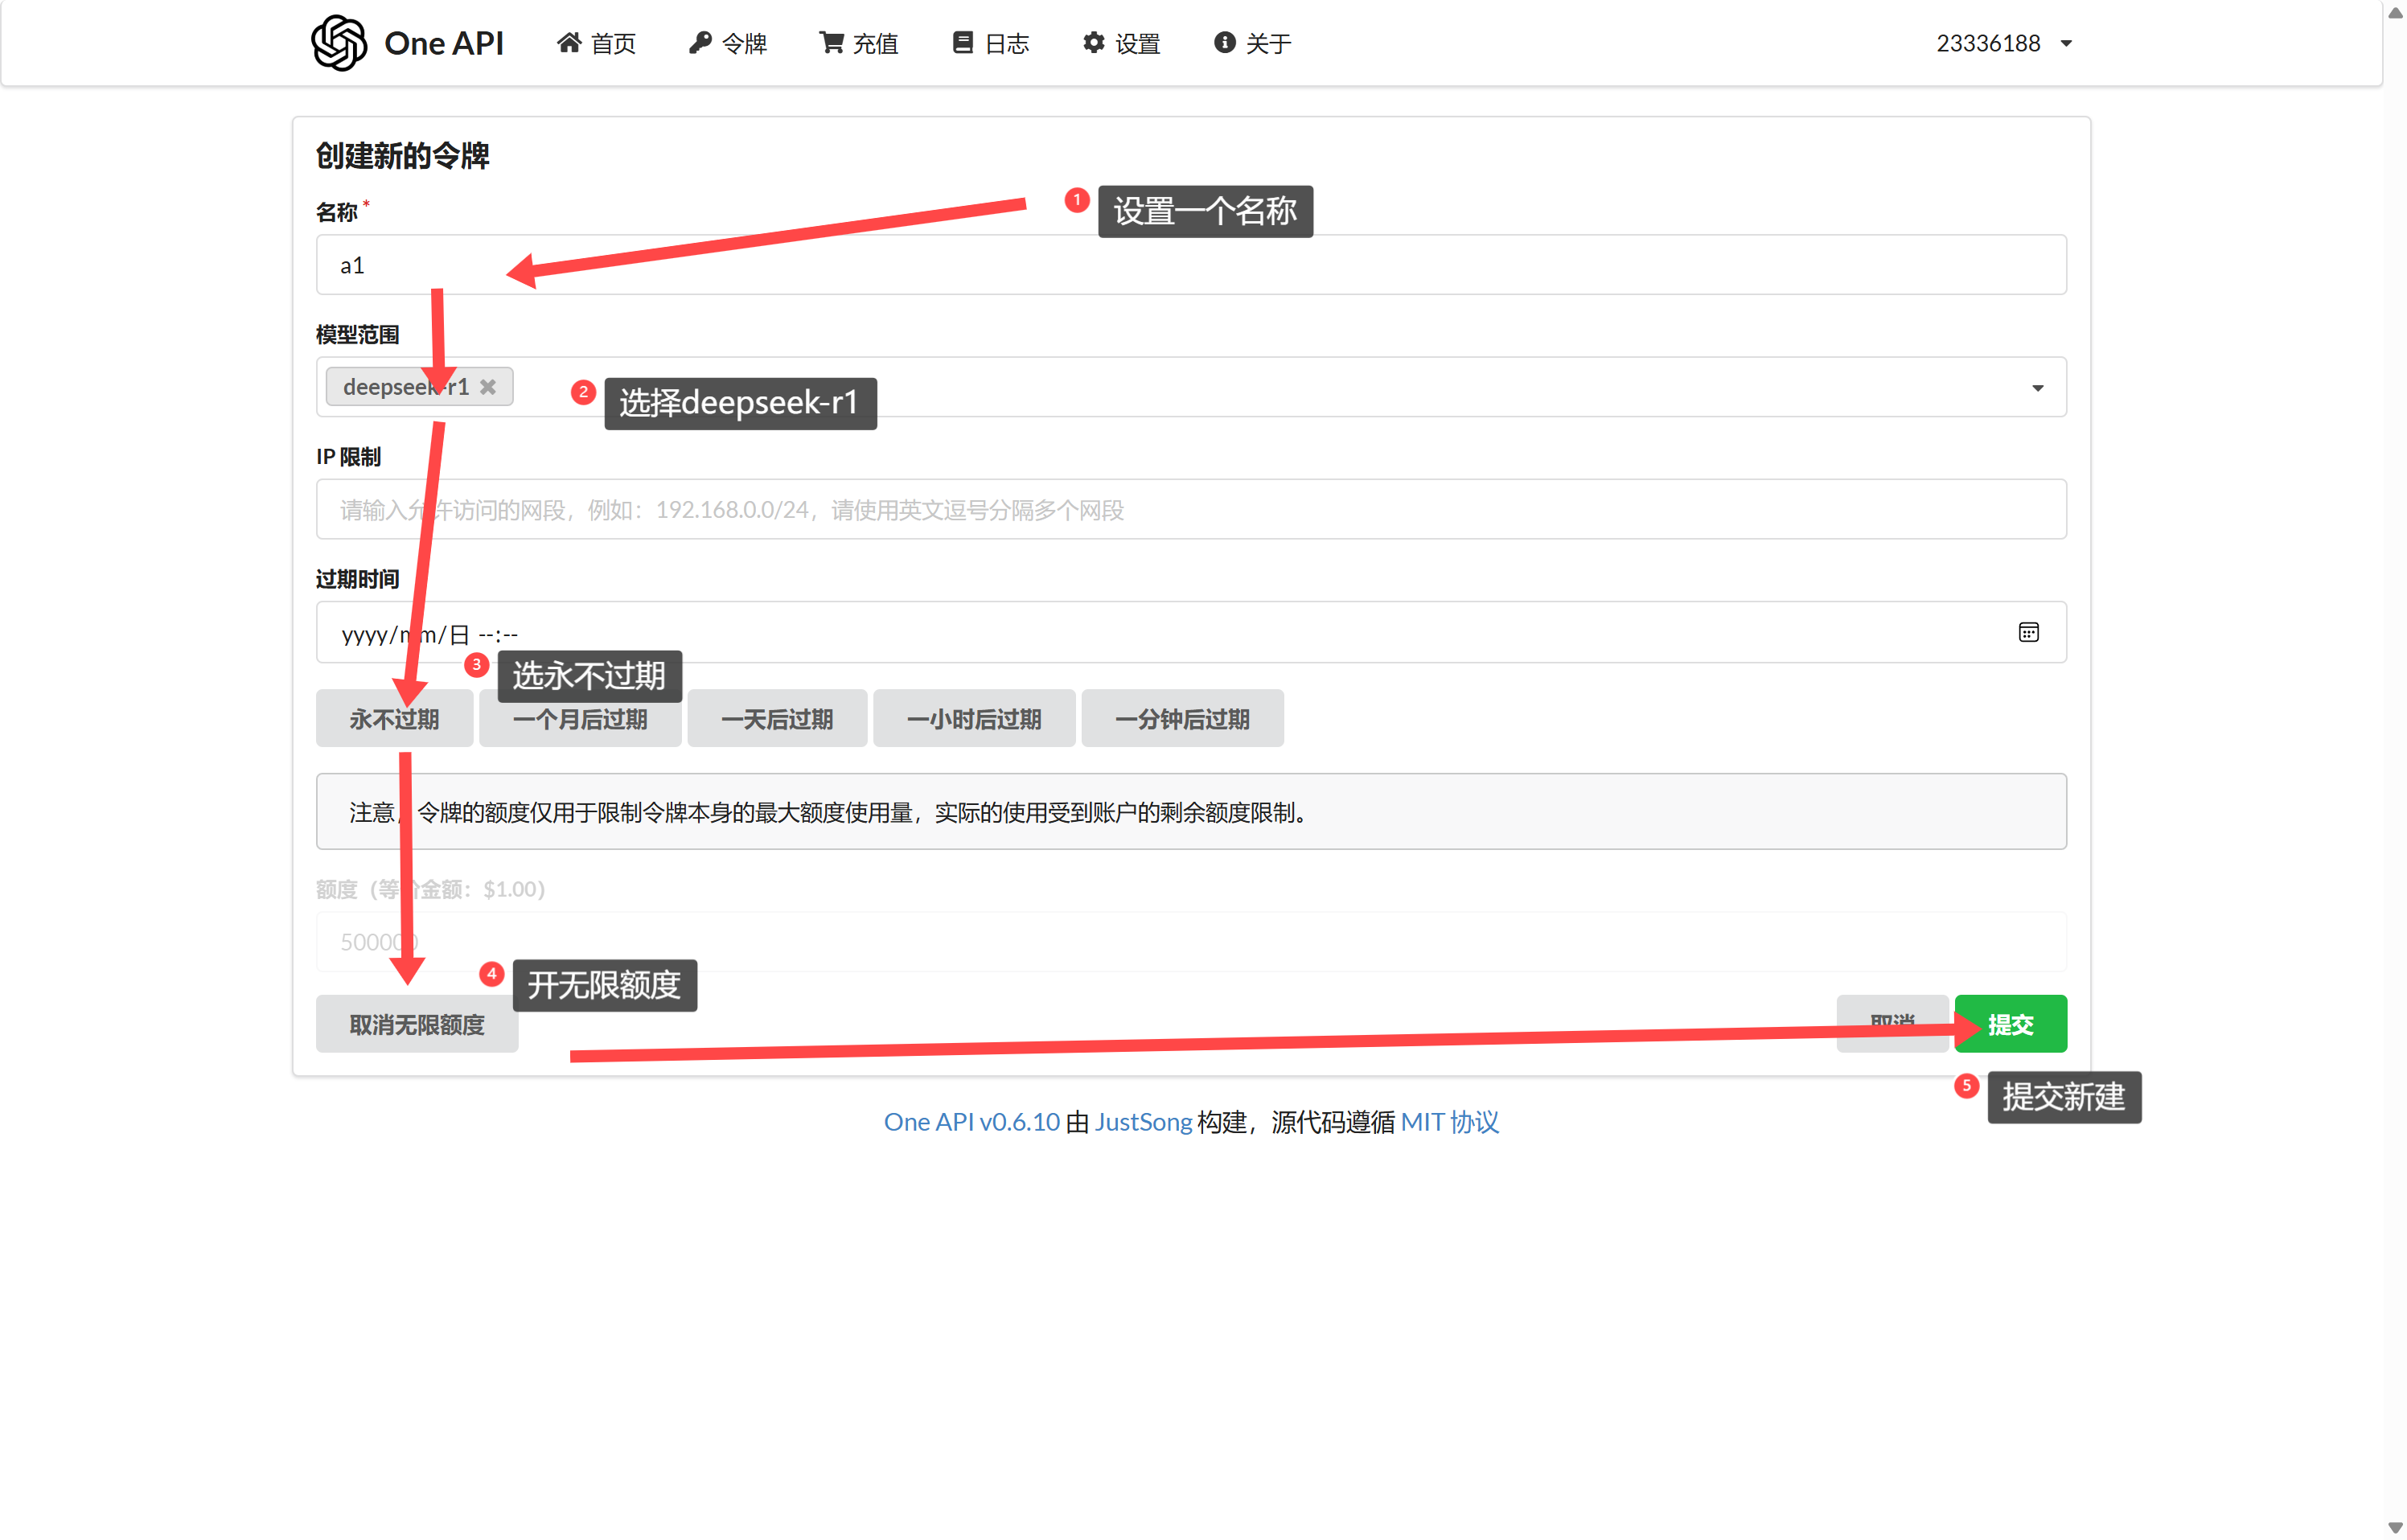 One API 首页 令牌 充值 日志 设置 关于 23336188
创建新的令牌
名称 *
1 设置一个名称
a1
模型范围
deepseek-r1
2 选择deepseek-r1
IP 限制
请输入允许访问的网段，例如：192.168.0.0/24，请使用英文逗号分隔多个网段
过期时间
yyyy/mm/日 --:--
3 选永不过期
永不过期 一个月后过期 一天后过期 一小时后过期 一分钟后过期
注意，令牌的额度仅用于限制令牌本身的最大额度使用量，实际的使用受到账户的剩余额度限制。
额度（等价金额：$1.00）
500000
4 开无限额度
取消无限额度 取消 提交
5 提交新建
One API v0.6.10 由 JustSong 构建，源代码遵循 MIT 协议